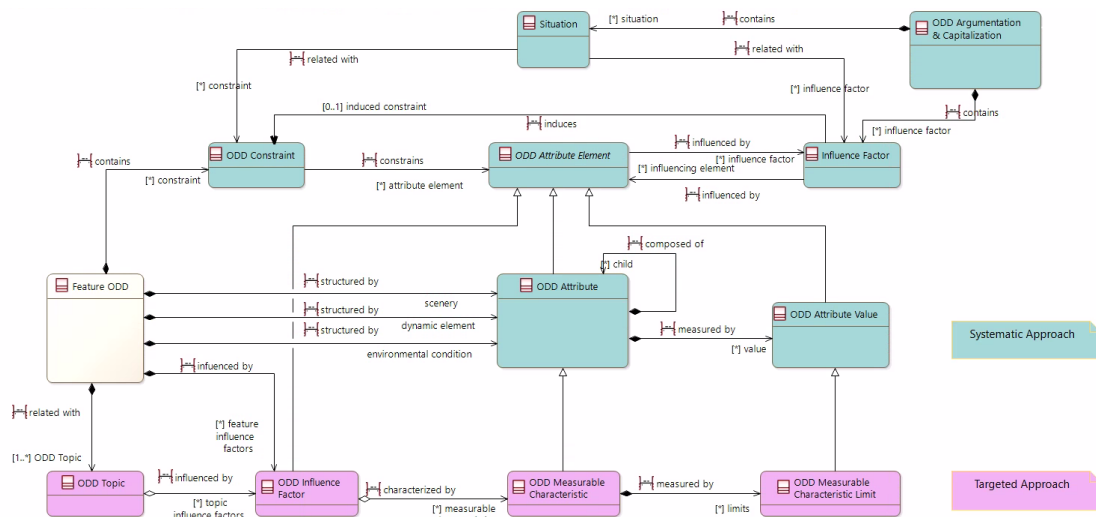 Situation
[*] situation
contains
ODD Argumentation
& Capitalization
related with
related with
[*] constraint
[*] influence factor
[0..1] induced constraint
contains
induces
[*] influence factor
contains
ODD Constraint
constrains
ODD Attribute Element
influenced by
[*] influence factor
Influence Factor
[*] constraint
[*] attribute element
[*] influencing element
influenced by
composed of
[*] child
Feature ODD
structured by
ODD Attribute
scenery
structured by
dynamic element
structured by
environmental condition
measured by
[*] value
ODD Attribute Value
Systematic Approach
infuenced by
related with
[*] feature
influence
factors
[1..*] ODD Topic
ODD Topic
influenced by
[*] topic
influence factors
ODD Influence
Factor
characterized by
[*] measurable
ODD Measurable
Characteristic
measured by
[*] limits
ODD Measurable
Characteristic Limit
Targeted Approach